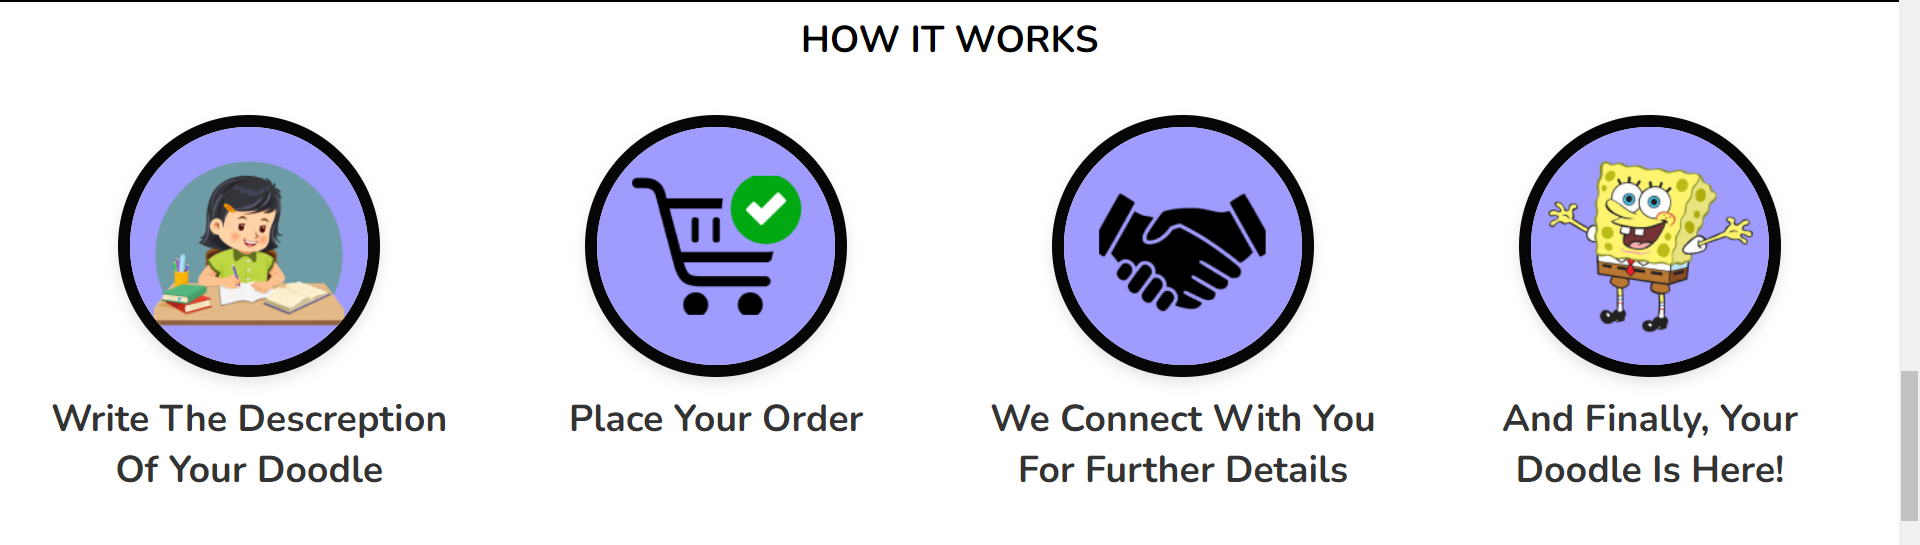 HOW IT WORKS
Write The Descreption
Of Your Doodle
Place Your Order
We Connect With You
For Further Details
And Finally, Your
Doodle Is Here!